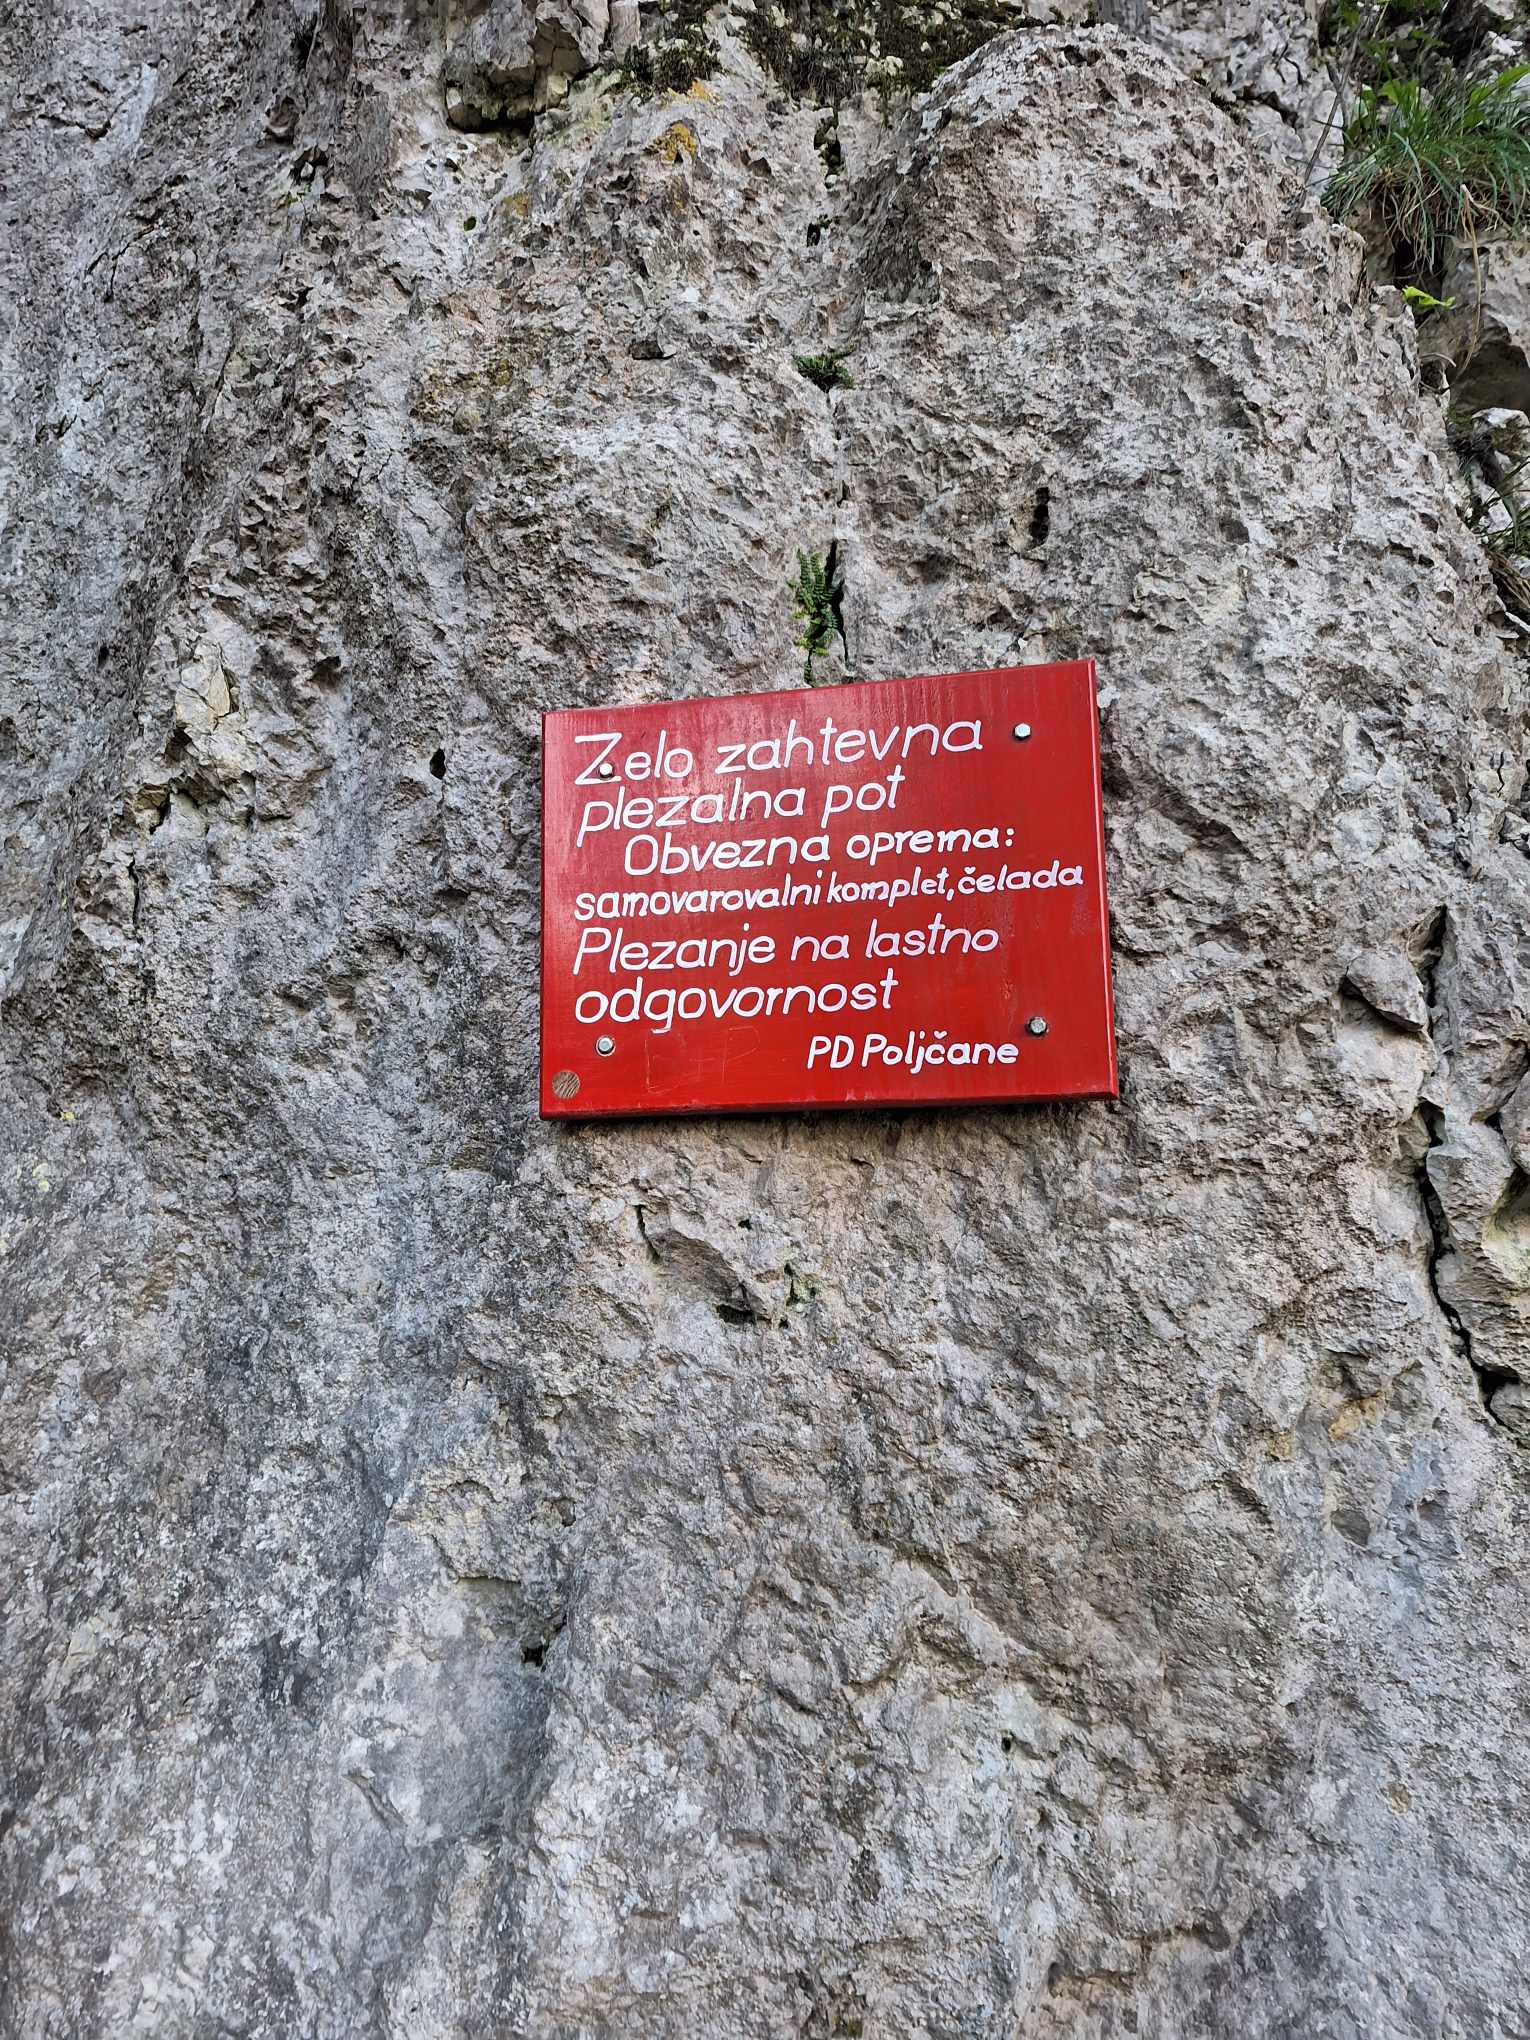 Zelo zahtevna
plezalna pot
Obvezna oprema:
samovarovalni komplet, čelada
Plezanje na lastno
odgovornost
PD Poljčane